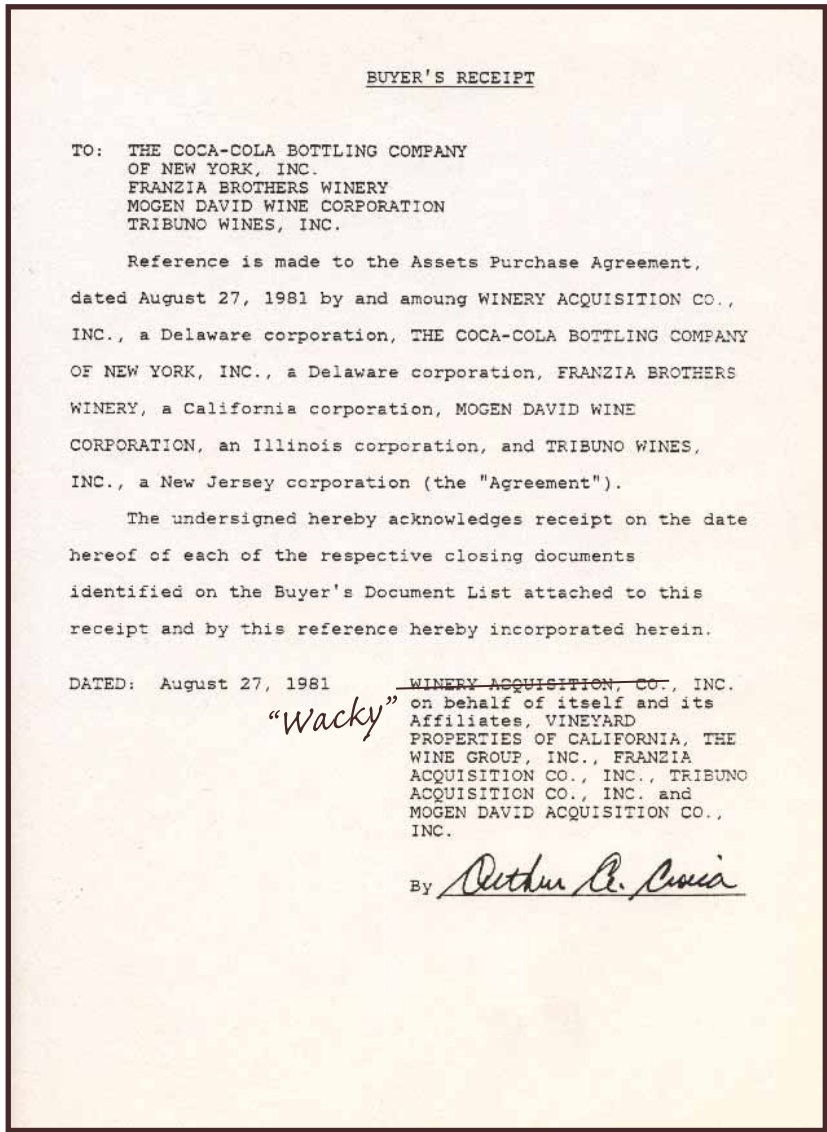 BUYER'S RECEIPT
TO: THE COCA-COLA BOTTLING COMPANY
OF NEW YORK, INC.
FRANZIA BROTHERS WINERY
MOGEN DAVID WINE CORPORATION
TRIBUNO WINES, INC.
Reference is made to the Assets Purchase Agreement,
dated August 27, 1981 by and amoung WINERY ACQUISITION CO.,
INC., a Delaware corporation, THE COCA-COLA BOTTLING COMPANY
OF NEW YORK, INC., a Delaware corporation, FRANZIA BROTHERS
WINERY, a California corporation, MOGEN DAVID WINE
CORPORATION, an Illinois corporation, and TRIBUNO WINES,
INC., a New Jersey corporation (the "Agreement").
The undersigned hereby acknowledges receipt on the date
hereof of each of the respective closing documents
identified on the Buyer's Document List attached to this
receipt and by this reference hereby incorporated herein.
DATED: August 27, 1981 WINERY ACQUISITION, CO., INC.
"Wacky" on behalf of itself and its
Affiliates, VINEYARD
PROPERTIES OF CALIFORNIA, THE
WINE GROUP, INC., FRANZIA
ACQUISITION CO., INC., TRIBUNO
ACQUISITION CO., INC. and
MOGEN DAVID ACQUISITION CO.,
INC.
By Arthur A. Ciocca